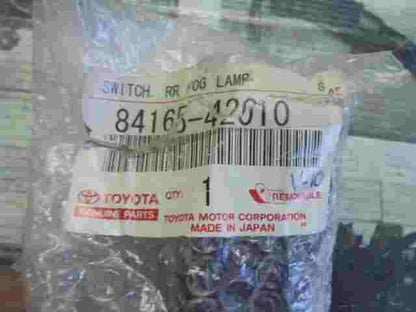 SWITCH, RR FOG LAMP
84165-42010
TOYOTA QTY. 1
GENUINE PARTS
TOYOTA MOTOR CORPORATION
MADE IN JAPAN